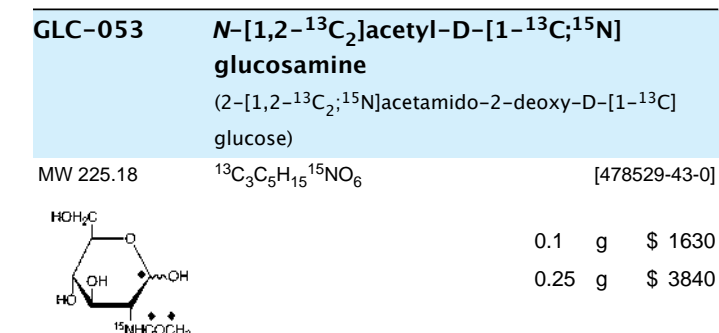 GLC-053 N-[1,2-¹³C₂]acetyl-D-[1-¹³C;¹⁵N]
glucosamine
(2-[1,2-¹³C₂;¹⁵N]acetamido-2-deoxy-D-[1-¹³C]
glucose)
MW 225.18 ¹³C₃C₅H₁₅¹⁵NO₆ [478529-43-0]
HOH₂C
O
OH
OH
HO
¹⁵NHCOCH₃
0.1 g $ 1630
0.25 g $ 3840